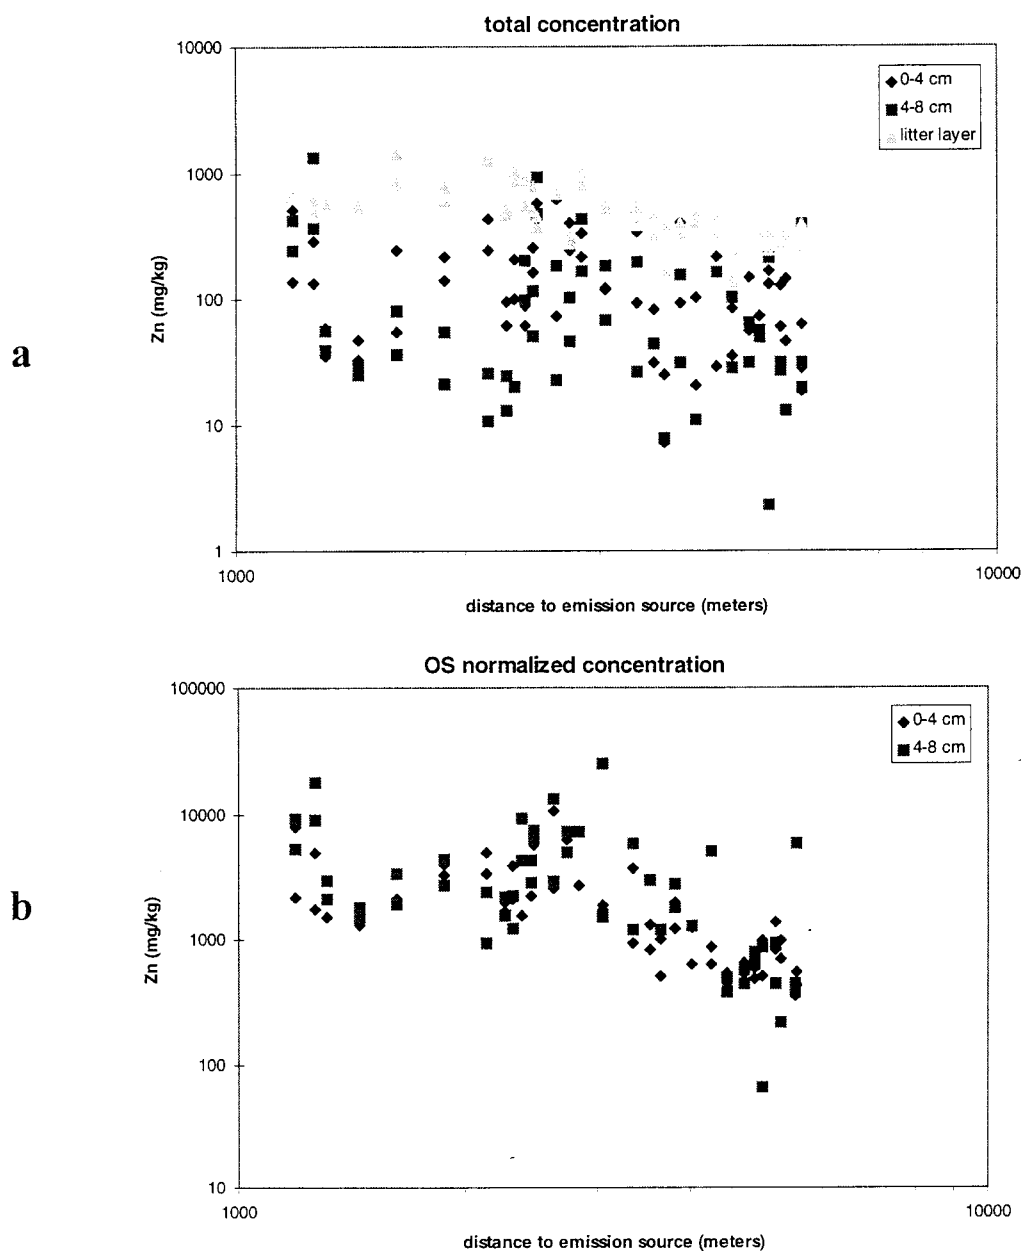 total concentration
10000
1000
100
10
1
Zn (mg/kg)
0-4 cm
4-8 cm
litter layer
1000
10000
distance to emission source (meters)
a
OS normalized concentration
100000
10000
1000
100
10
Zn (mg/kg)
0-4 cm
4-8 cm
1000
10000
distance to emission source (meters)
b